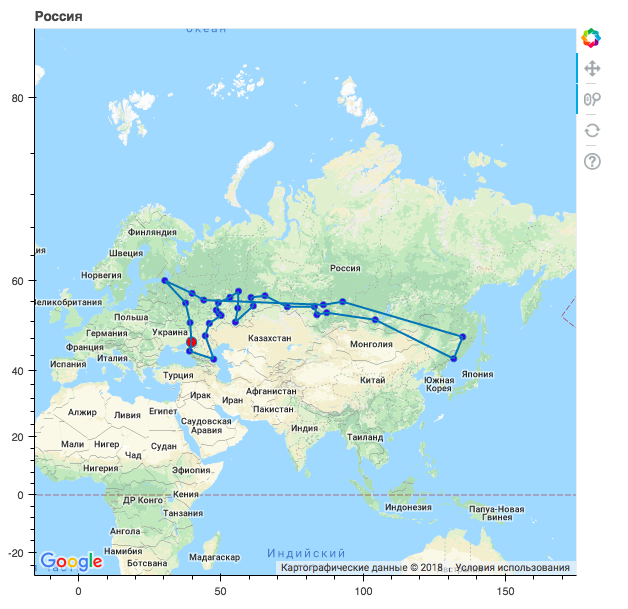 Россия
океан
80
Финляндия
Швеция
Норвегия
Россия
60
Великобритания
Польша
Германия
Украина
Казахстан
Монголия
Франция
Италия
Испания
Турция
40
Китай
Южная
Корея
Япония
Афганистан
Ирак
Иран
Пакистан
Алжир
Ливия
Египет
Саудовская
Аравия
Индия
Таиланд
20
Мали
Нигер
Судан
Чад
Нигерия
Эфиопия
0
ДР Конго
Кения
Танзания
Индонезия
Папуа-Новая
Гвинея
Ангола
Намибия
Ботсвана
Мадагаскар
-20
Индийский
Google
Картографические данные © 2018
Условия использования
0
50
100
150